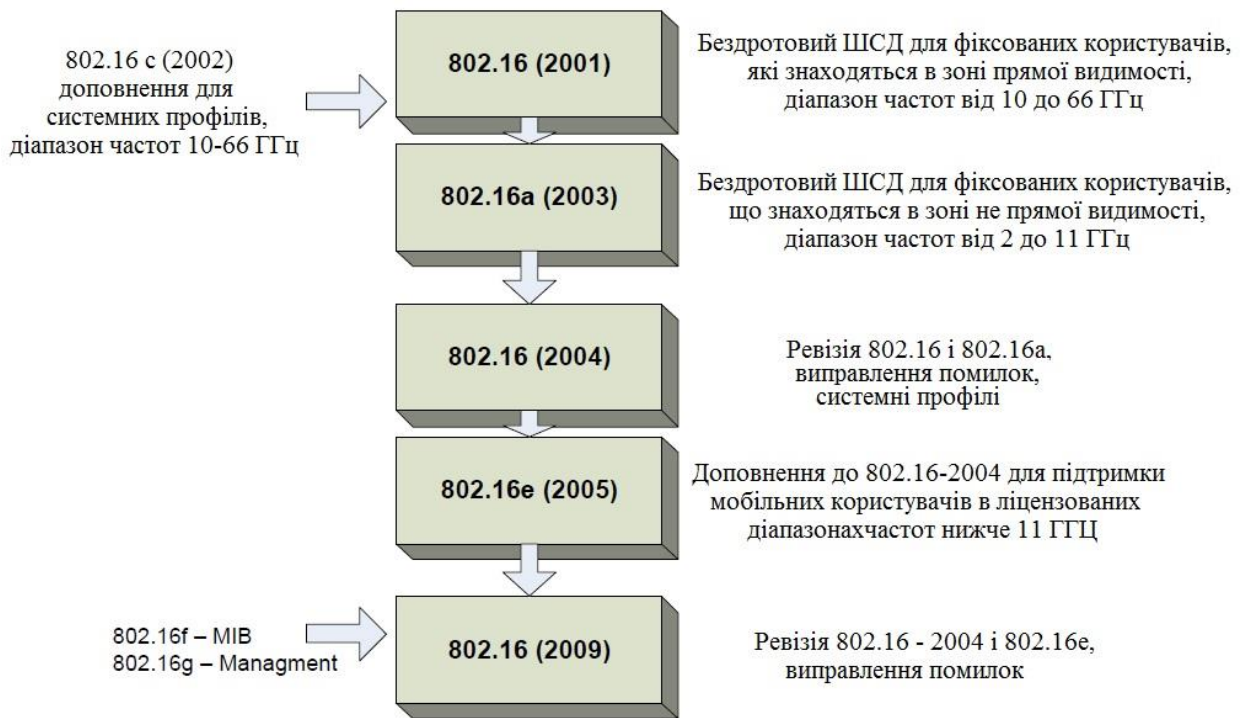 802.16 с (2002)
доповнення для
системних профілів,
діапазон частот 10-66 ГГц
802.16 (2001)
Бездротовий ШСД для фіксованих користувачів,
які знаходяться в зоні прямої видимості,
діапазон частот від 10 до 66 ГГц
802.16a (2003)
Бездротовий ШСД для фіксованих користувачів,
що знаходяться в зоні не прямої видимості,
діапазон частот від 2 до 11 ГГц
802.16 (2004)
Ревізія 802.16 і 802.16a,
виправлення помилок,
системні профілі
802.16e (2005)
Доповнення до 802.16-2004 для підтримки
мобільних користувачів в ліцензованих
діапазонахчастот нижче 11 ГГЦ
802.16f – MIB
802.16g – Managment
802.16 (2009)
Ревізія 802.16 - 2004 і 802.16e,
виправлення помилок